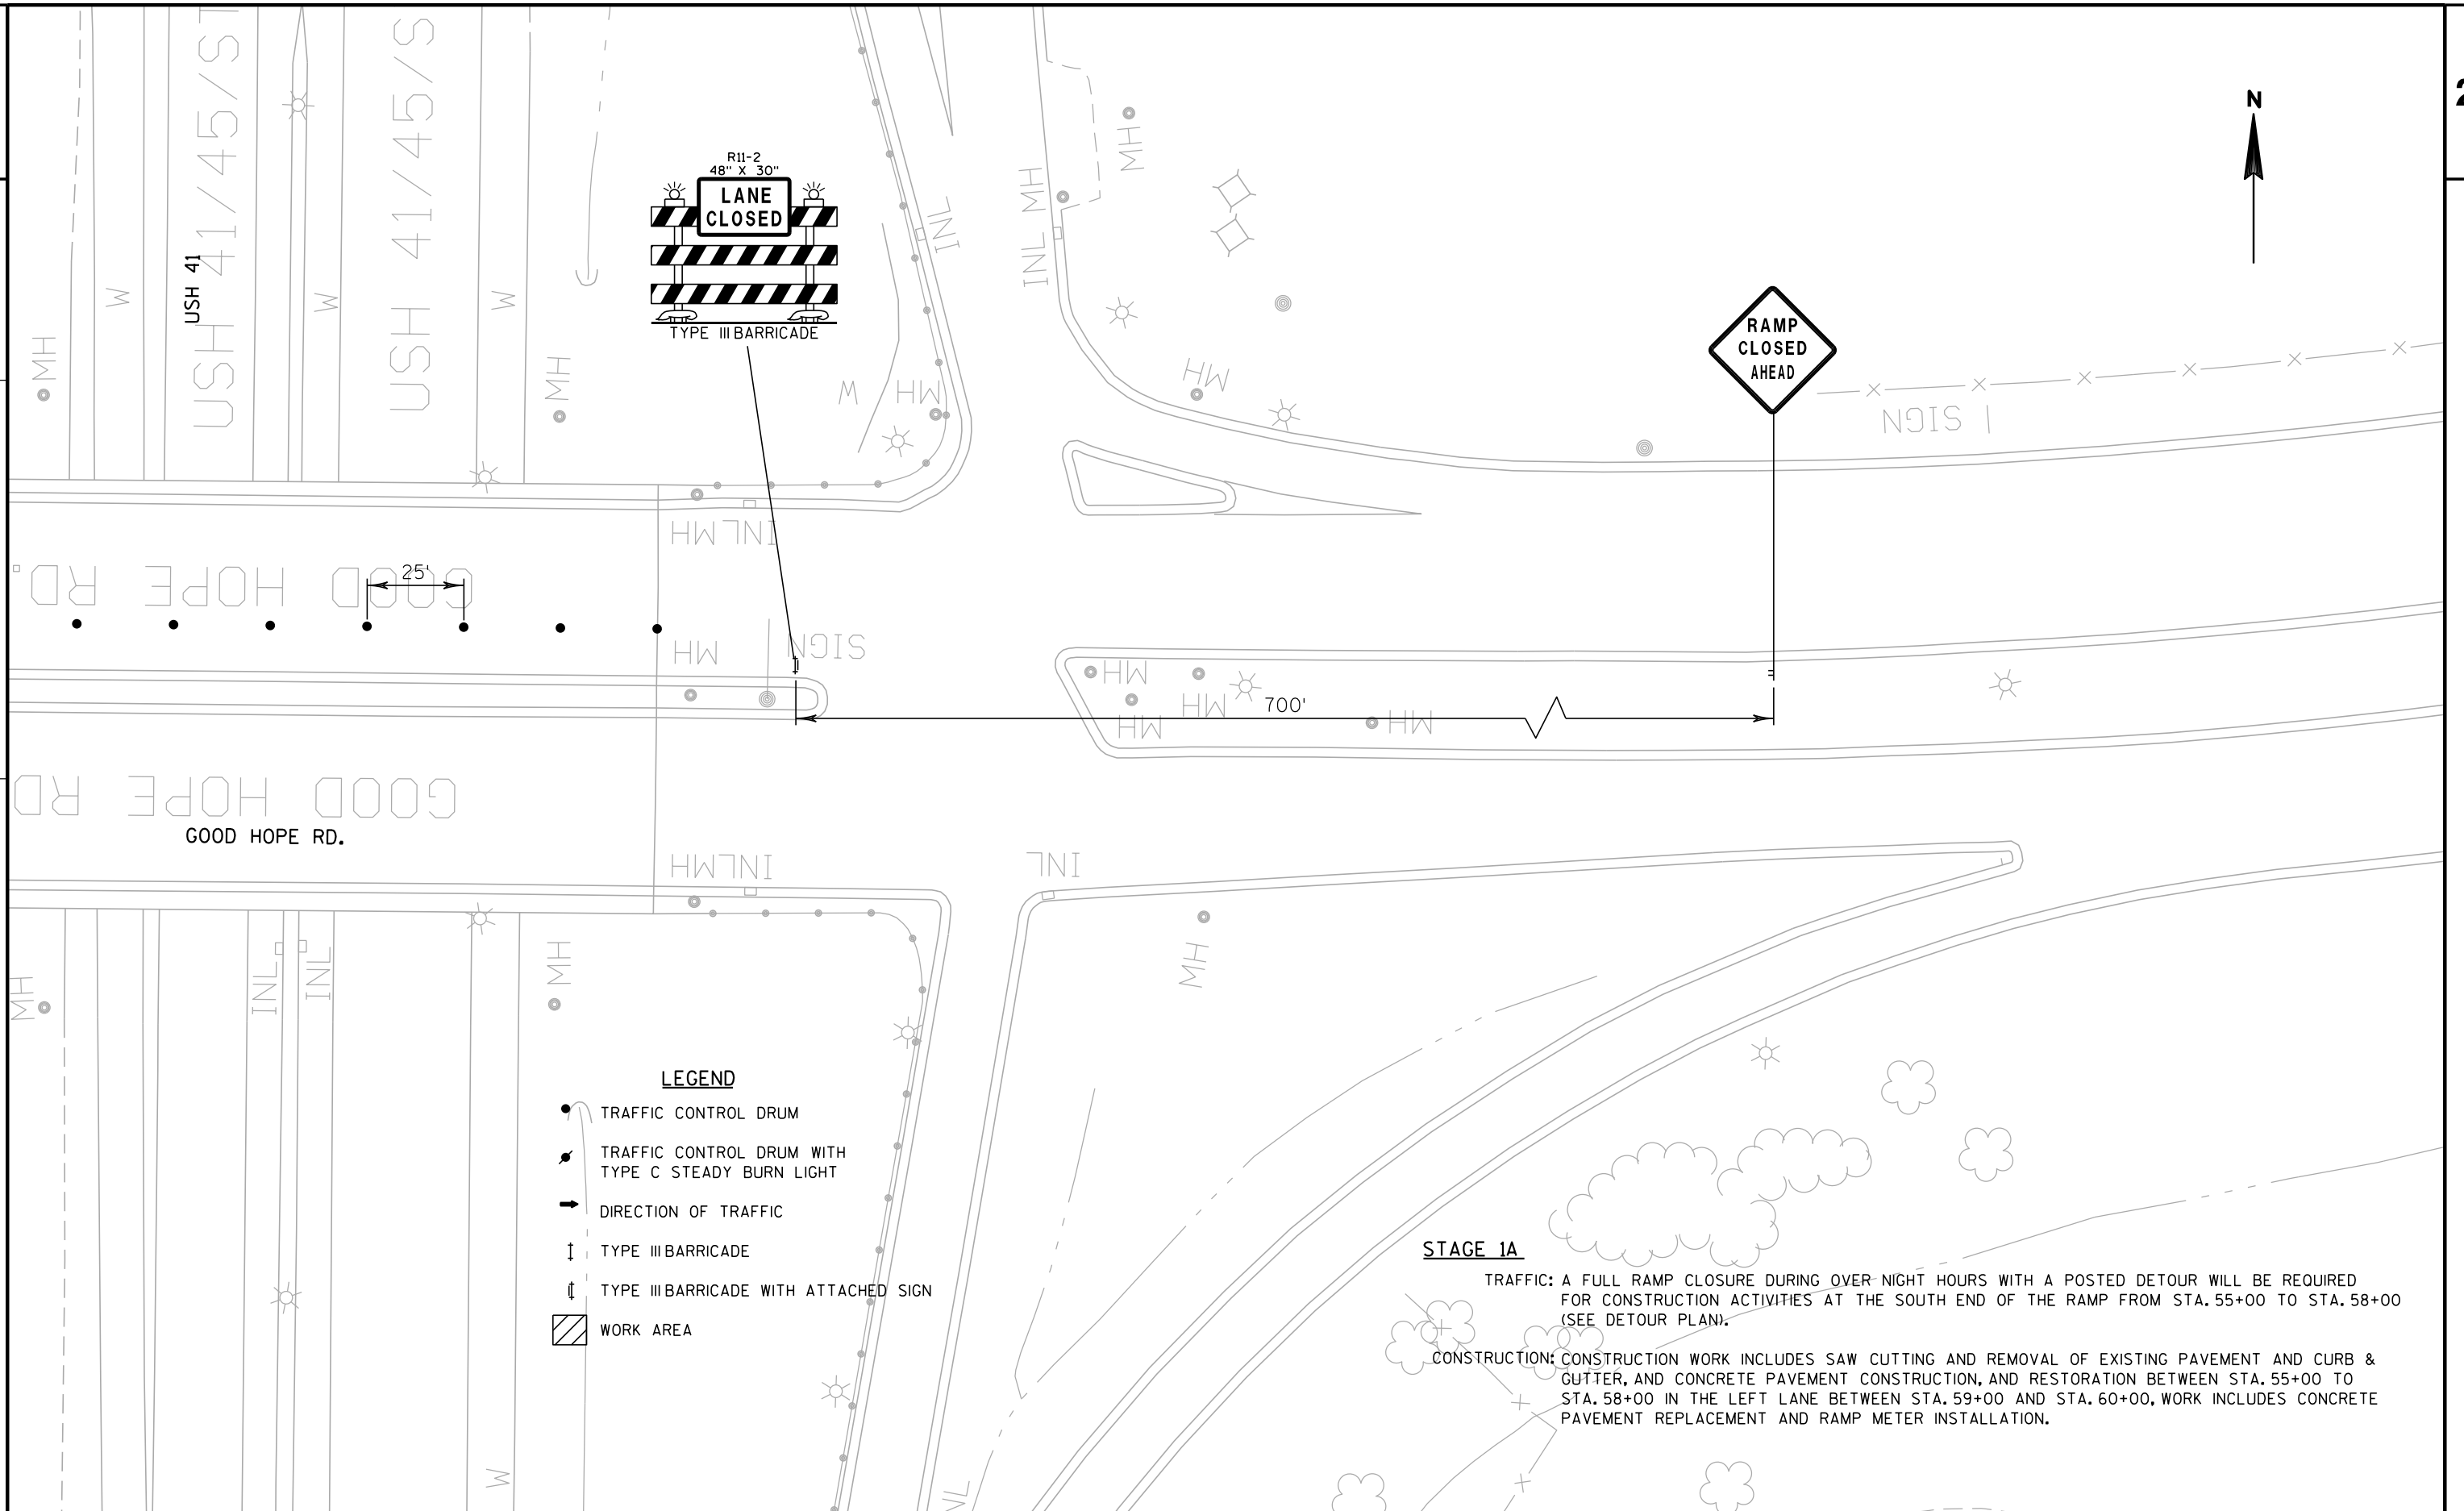 USH 41/45/ST
USH 41/45/S
USH 41
W
W
W
MH
MH
R11-2
48" X 30"
LANE
CLOSED
TYPE III BARRICADE
INL
INL MH
MH
N
2
RAMP
CLOSED
AHEAD
W MH
MH
SIGN
INLMH
GOOD HOPE RD.
25'
MH
SIGN
MH
MH
MH
MH
700'
GOOD HOPE RD
GOOD HOPE RD.
INLMH
INL
MH
INL
INL
MH
MH
LEGEND
TRAFFIC CONTROL DRUM
TRAFFIC CONTROL DRUM WITH
TYPE C STEADY BURN LIGHT
DIRECTION OF TRAFFIC
TYPE III BARRICADE
TYPE III BARRICADE WITH ATTACHED SIGN
WORK AREA
W
STAGE 1A
TRAFFIC: A FULL RAMP CLOSURE DURING OVER NIGHT HOURS WITH A POSTED DETOUR WILL BE REQUIRED
FOR CONSTRUCTION ACTIVITIES AT THE SOUTH END OF THE RAMP FROM STA. 55+00 TO STA. 58+00
(SEE DETOUR PLAN).
CONSTRUCTION: CONSTRUCTION WORK INCLUDES SAW CUTTING AND REMOVAL OF EXISTING PAVEMENT AND CURB &
GUTTER, AND CONCRETE PAVEMENT CONSTRUCTION, AND RESTORATION BETWEEN STA. 55+00 TO
STA. 58+00 IN THE LEFT LANE BETWEEN STA. 59+00 AND STA. 60+00, WORK INCLUDES CONCRETE
PAVEMENT REPLACEMENT AND RAMP METER INSTALLATION.